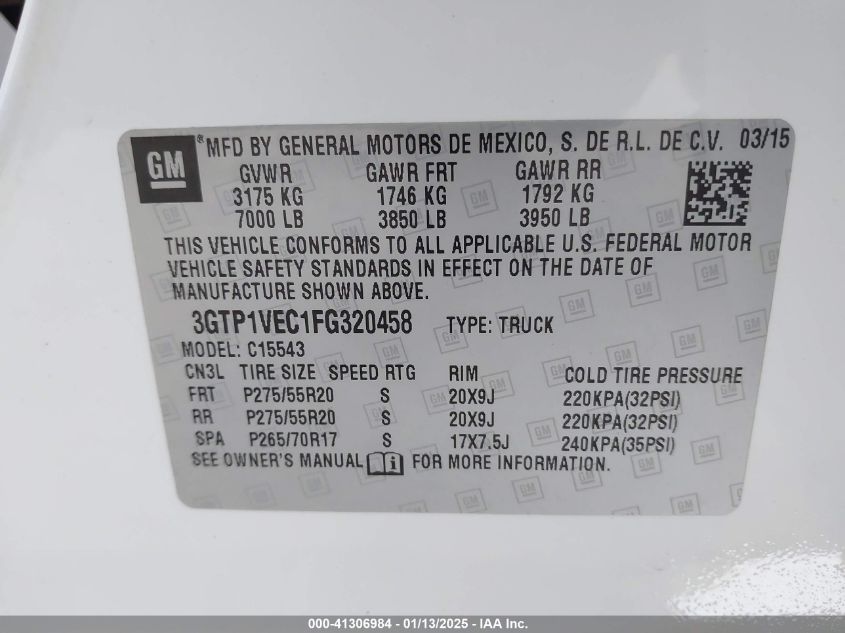 GM ® MFD BY GENERAL MOTORS DE MEXICO, S. DE R.L. DE C.V. 03/15
GVWR GAWR FRT GAWR RR
3175 KG 1746 KG 1792 KG
7000 LB 3850 LB 3950 LB
THIS VEHICLE CONFORMS TO ALL APPLICABLE U.S. FEDERAL MOTOR
VEHICLE SAFETY STANDARDS IN EFFECT ON THE DATE OF
MANUFACTURE SHOWN ABOVE.
3GTP1VEC1FG320458 TYPE: TRUCK
MODEL: C15543
CN3L TIRE SIZE SPEED RTG RIM COLD TIRE PRESSURE
FRT P275/55R20 S 20X9J 220KPA(32PSI)
RR P275/55R20 S 20X9J 220KPA(32PSI)
SPA P265/70R17 S 17X7.5J 240KPA(35PSI)
SEE OWNER'S MANUAL i FOR MORE INFORMATION.
000-41306984 - 01/13/2025 - IAA Inc.